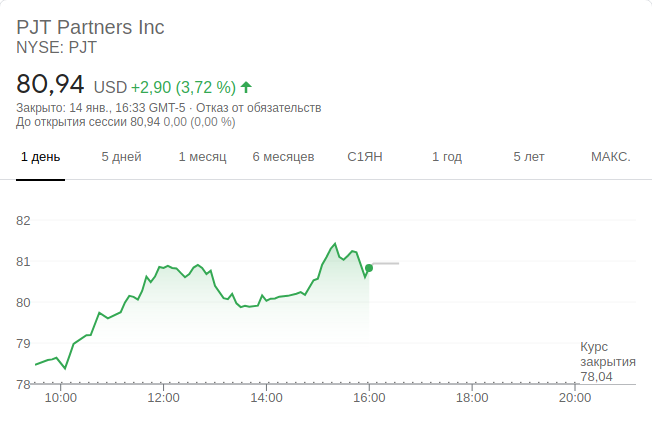 PJT Partners Inc
NYSE: PJT
80,94 USD +2,90 (3,72 %)
Закрыто: 14 янв., 16:33 GMT-5 · Отказ от обязательств
До открытия сессии 80,94 0,00 (0,00 %)
1 день 5 дней 1 месяц 6 месяцев С1ЯН 1 год 5 лет МАКС.
82
81
80
79
78
Курс
закрытия
78,04
10:00 12:00 14:00 16:00 18:00 20:00